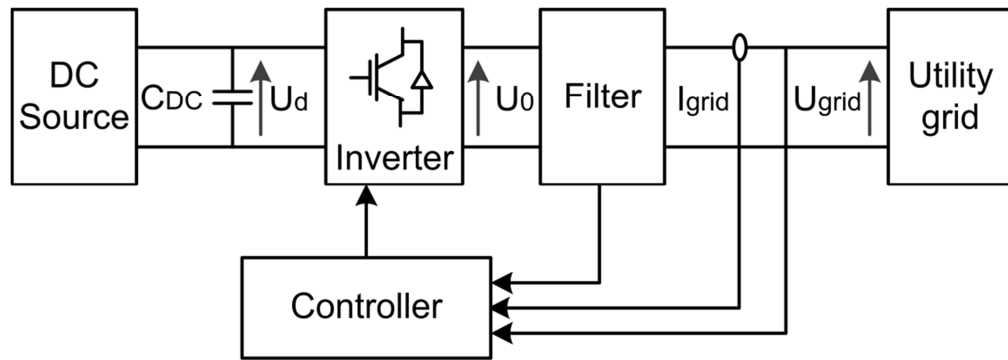 DC
Source
CDC
Ud
Inverter
U0
Filter
Igrid
Ugrid
Utility
grid
Controller